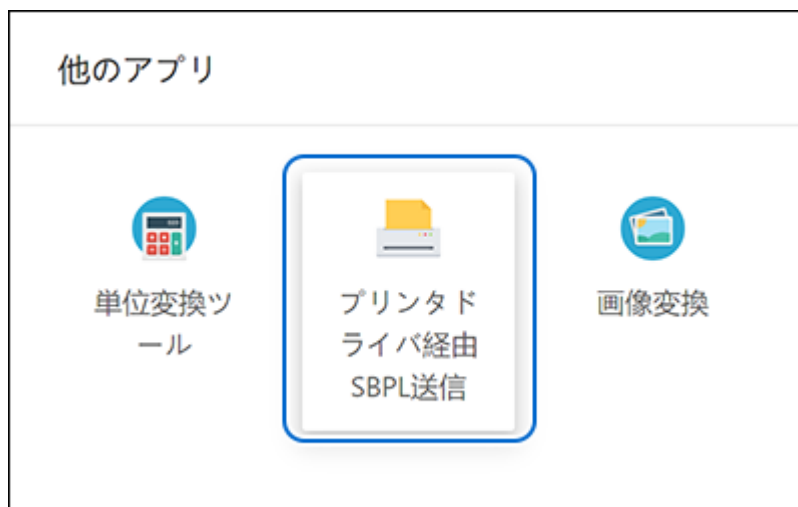 他のアプリ
単位変換ツ
ール
プリンタド
ライバ経由
SBPL送信
画像変換